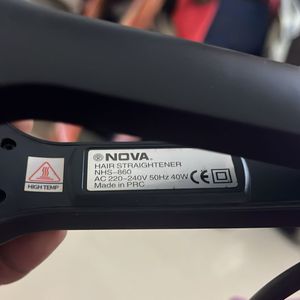 NOVA
HAIR STRAIGHTENER
NHS-860
AC 220-240V 50Hz 40W
Made in PRC
HIGH TEMP